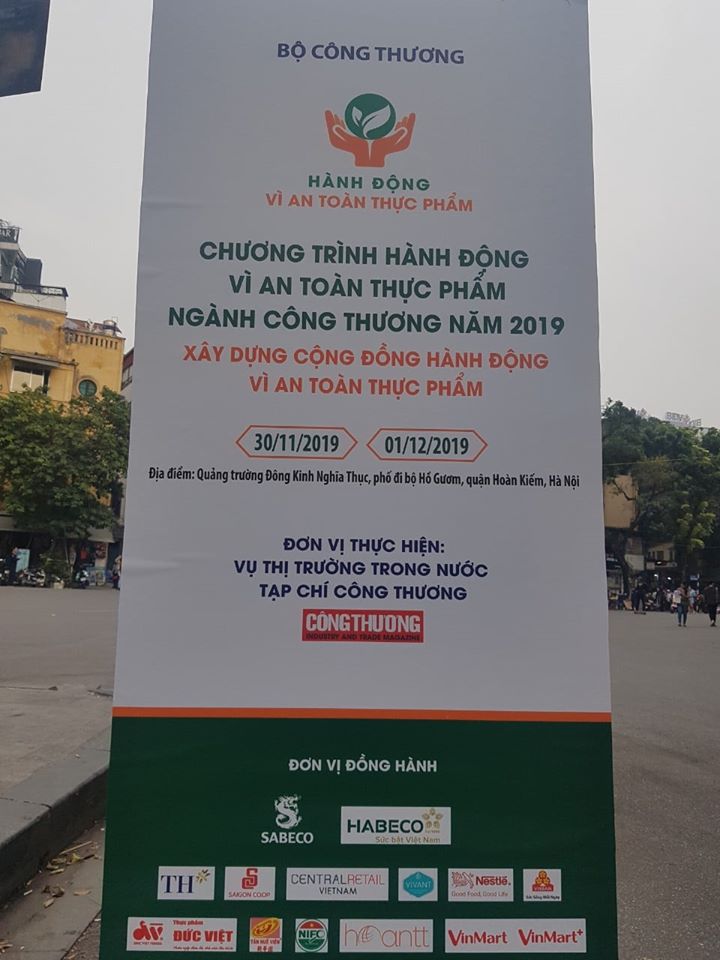 BỘ CÔNG THƯƠNG
HÀNH ĐỘNG
VÌ AN TOÀN THỰC PHẨM
CHƯƠNG TRÌNH HÀNH ĐỘNG
VÌ AN TOÀN THỰC PHẨM
NGÀNH CÔNG THƯƠNG NĂM 2019
XÂY DỰNG CỘNG ĐỒNG HÀNH ĐỘNG
VÌ AN TOÀN THỰC PHẨM
30/11/2019 01/12/2019
Địa điểm: Quảng trường Đông Kinh Nghĩa Thục, phố đi bộ Hồ Gươm, quận Hoàn Kiếm, Hà Nội
ĐƠN VỊ THỰC HIỆN:
VỤ THỊ TRƯỜNG TRONG NƯỚC
TẠP CHÍ CÔNG THƯƠNG
CÔNG THƯƠNG
INDUSTRY AND TRADE MAGAZINE
ĐƠN VỊ ĐỒNG HÀNH
SABECO
HABECO
Sức bật Việt Nam
TH
SAIGON CO.OP
CENTRAL RETAIL
VIETNAM
VIVANT
Nestlé
Good Food, Good Life
VISSAN
Thực phẩm
ĐỨC VIỆT
TÂN HUÊ VIÊN
NIFC
VinMart VinMart+